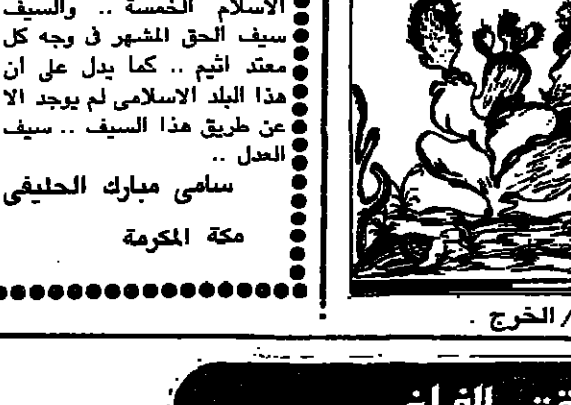 الاسلام الخمسة .. والسيف
سيف الحق المشهر فى وجه كل
معتد اثيم .. كما يدل على ان
هذا البلد الاسلامى لم يوجد الا
عن طريق هذا السيف .. سيف
العدل ..
سامى مبارك الحليفى
مكة المكرمة
/ الخرج .